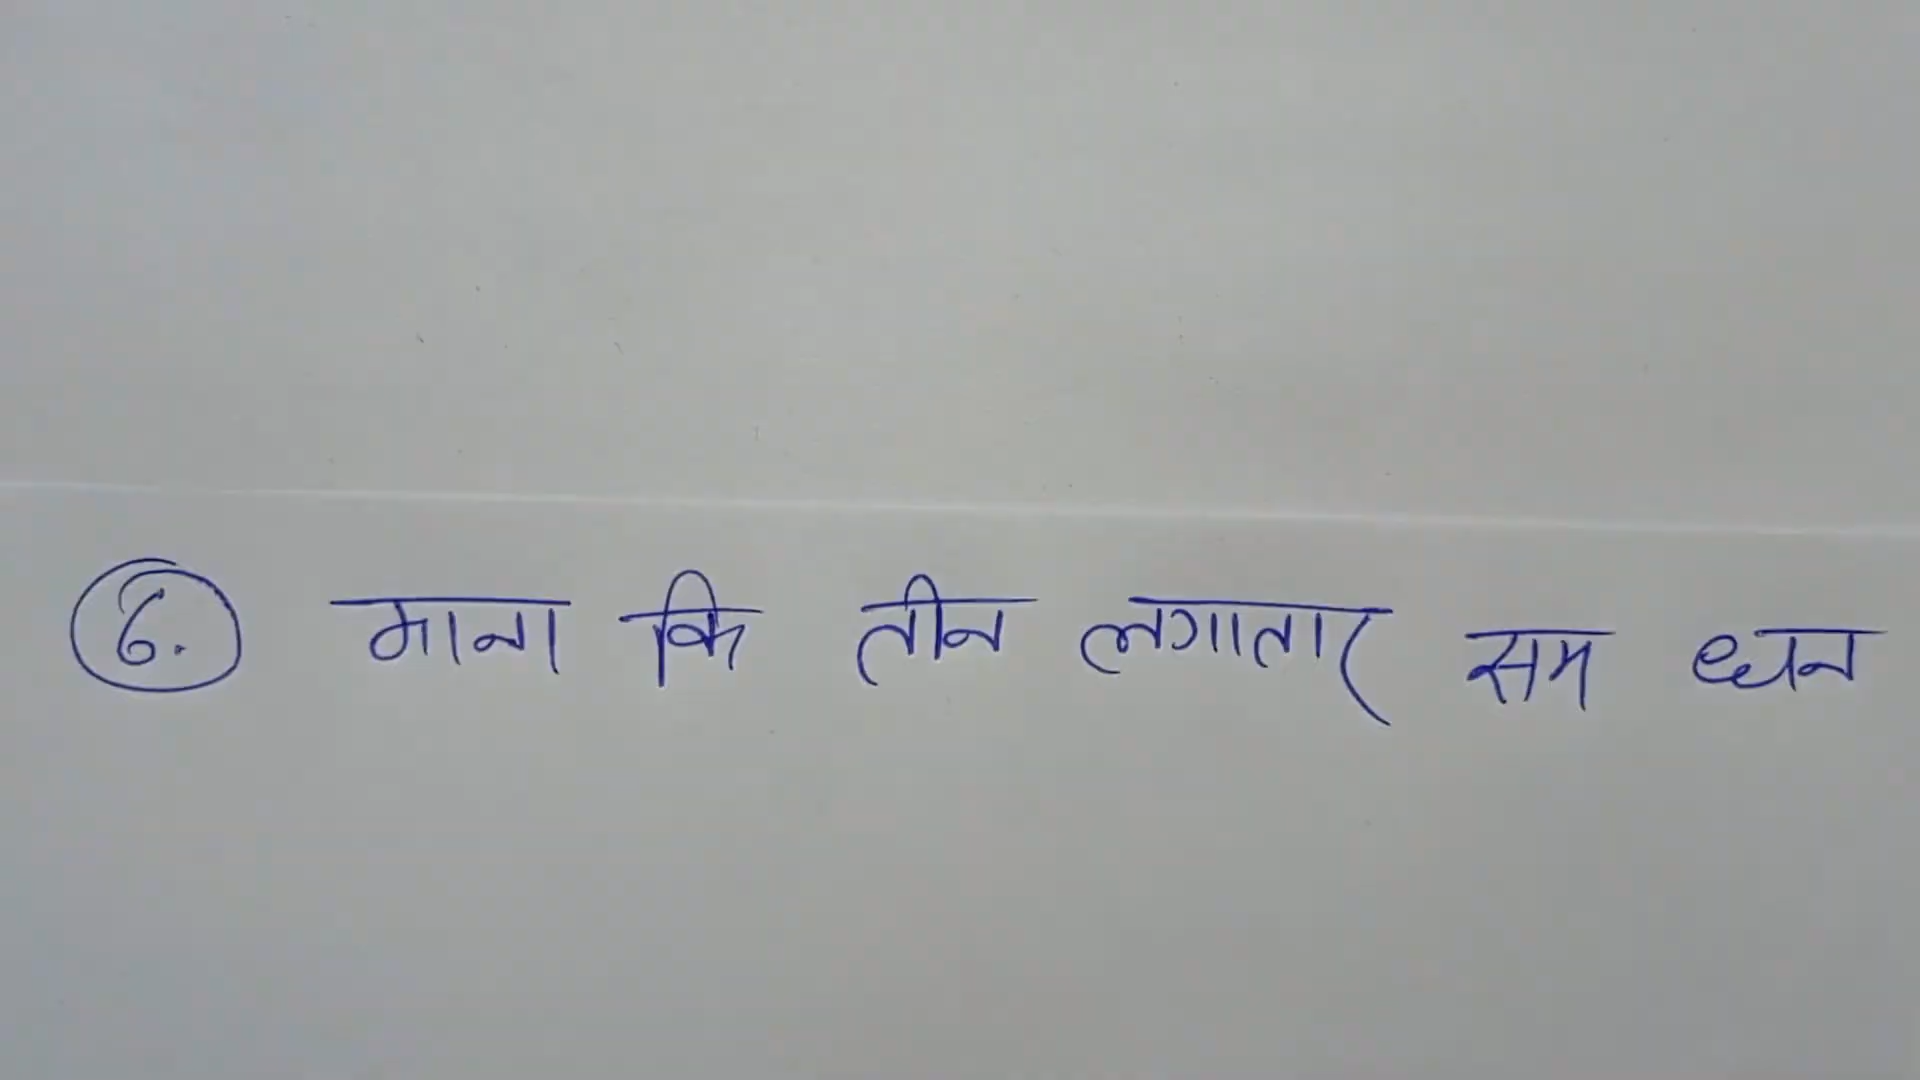 6. माना कि तीन लगातार सम धन